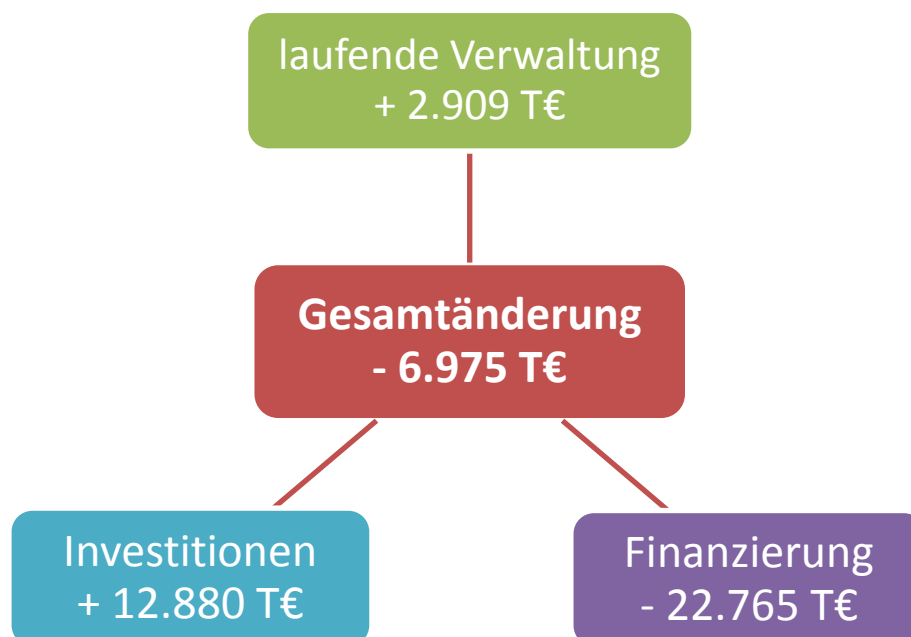 laufende Verwaltung
+ 2.909 T€
Gesamtänderung
- 6.975 T€
Investitionen
+ 12.880 T€
Finanzierung
- 22.765 T€